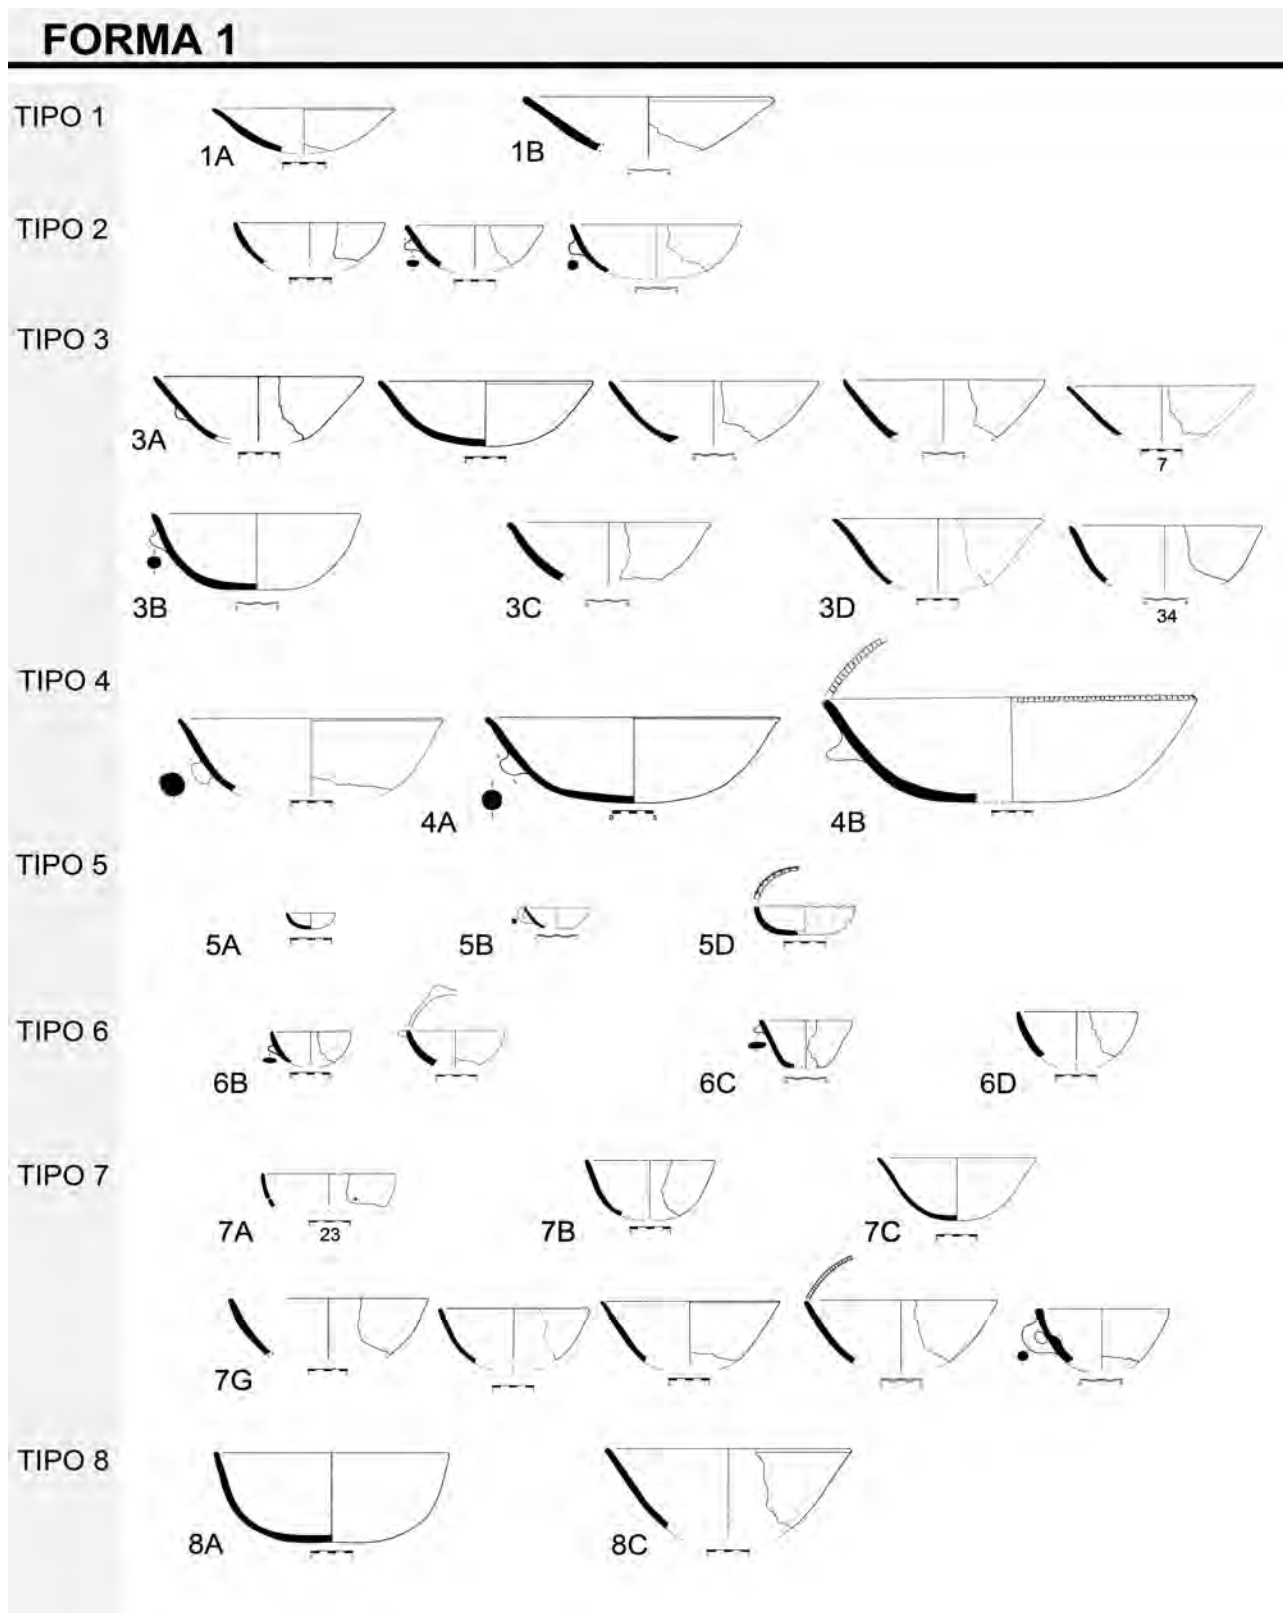 FORMA 1
TIPO 1
1A 1B
TIPO 2
TIPO 3
3A
7
3B 3C 3D
34
TIPO 4
4A 4B
TIPO 5
5A 5B 5D
TIPO 6
6B 6C 6D
TIPO 7
7A 7B 7C
23
7G
TIPO 8
8A 8C